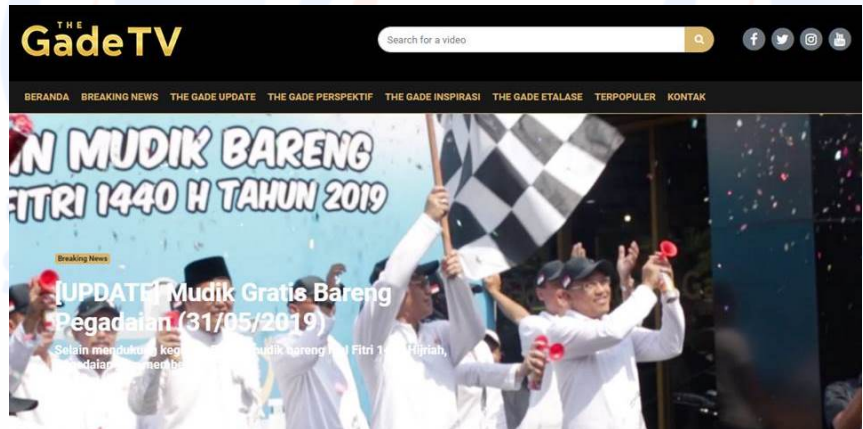 THE
GadeTV
Search for a video
BERANDA BREAKING NEWS THE GADE UPDATE THE GADE PERSPEKTIF THE GADE INSPIRASI THE GADE ETALASE TERPOPULER KONTAK
N MUDIK BARENG
FITRI 1440 H TAHUN 2019
Breaking News
[UPDATE] Mudik Gratis Bareng
Pegadaian (31/05/2019)
Selain mendukung mudik bareng Fitri Hijriah,